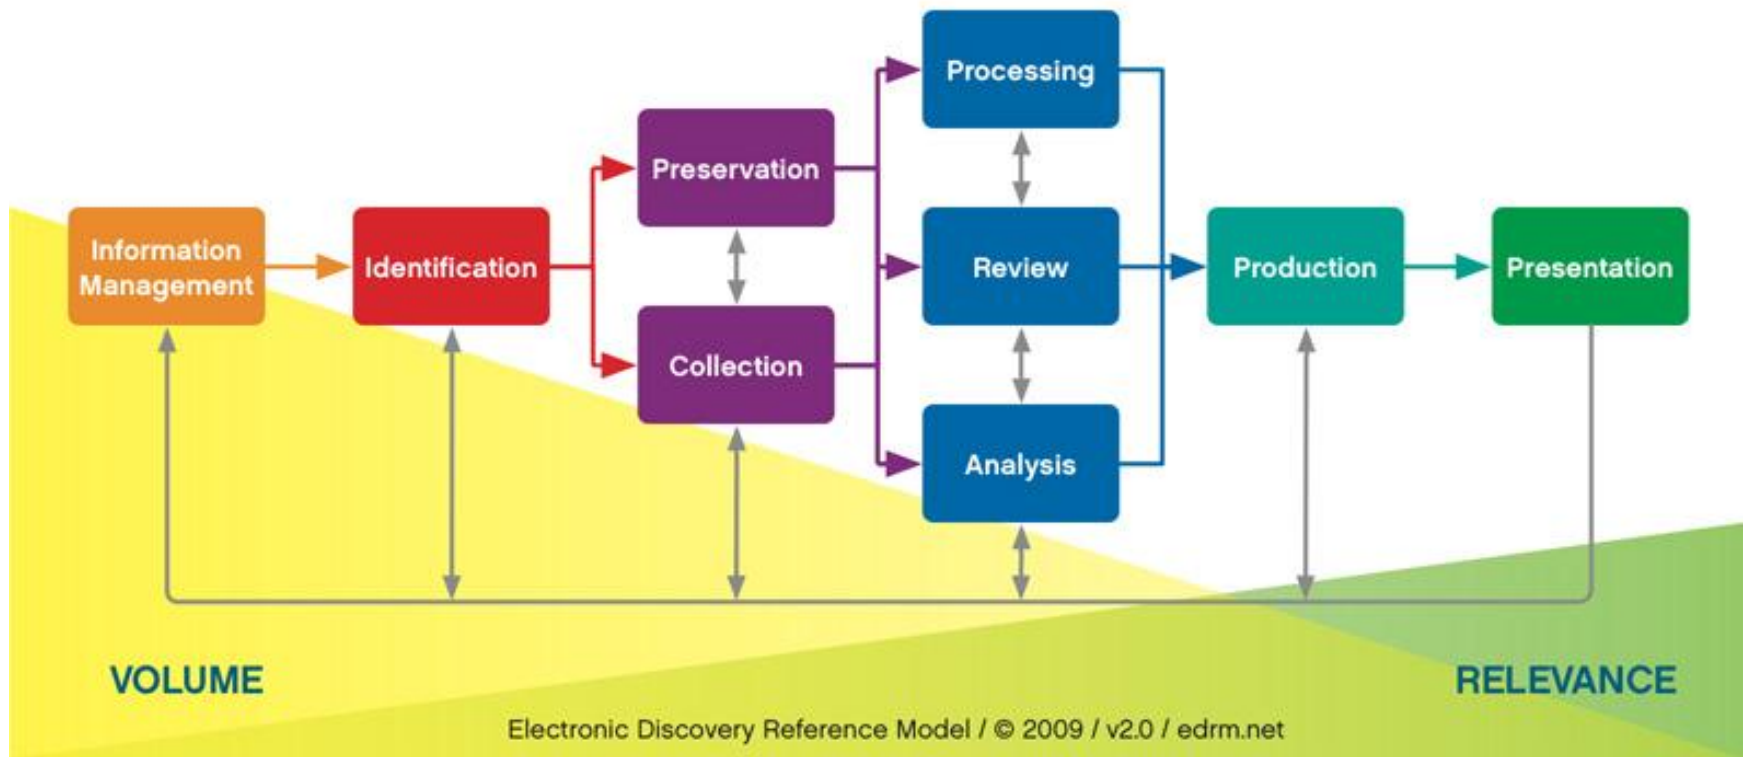 Information
Management
Identification
Preservation
Collection
Processing
Review
Analysis
Production
Presentation
VOLUME
RELEVANCE
Electronic Discovery Reference Model / © 2009 / v2.0 / edrm.net